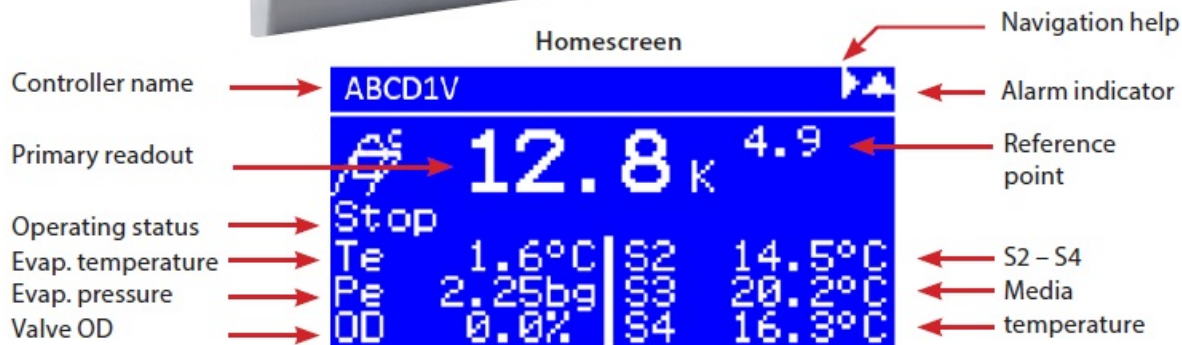 Homescreen
Navigation help
Controller name
ABCD1V
Alarm indicator
Primary readout
12.8 K
4.9
Reference
point
Operating status
Stop
Evap. temperature
Te 1.6°C
S2 14.5°C
S2 – S4
Evap. pressure
Pe 2.25bg
S3 20.2°C
Media
Valve OD
OD 0.0%
S4 16.3°C
temperature